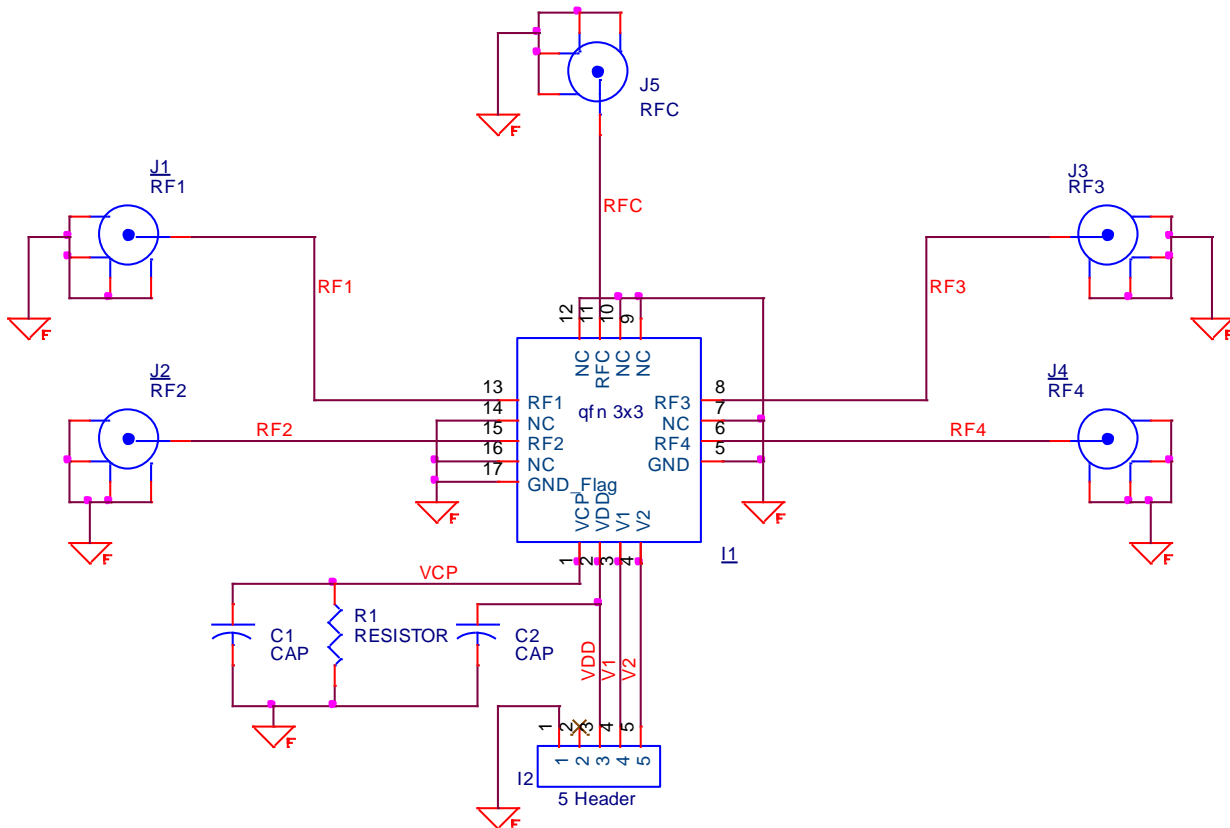 J5
RFC
J1
RF1
J3
RF3
RFC
RF1
RF3
12
11
10
9
NC
RFC
NC
NC
J2
RF2
J4
RF4
13
14
15
16
17
RF1
NC
RF2
NC
GND_Flag
qfn 3x3
RF3
NC
RF4
GND
8
7
6
5
RF2
RF4
VCP
VDD
V1
V2
I1
1
2
3
4
VCP
C1
CAP
R1
RESISTOR
C2
CAP
VDD
V1
V2
1
2
3
4
5
1
2
3
4
5
I2
5 Header
F
F
F
F
F
F
F
F
F